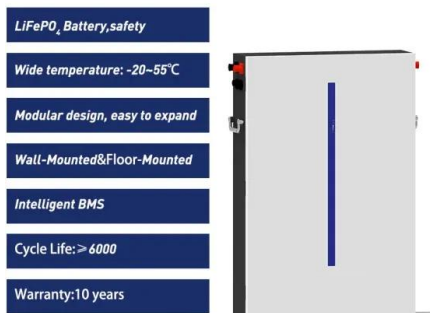 LiFePO₄ Battery,safety
Wide temperature: -20~55℃
Modular design, easy to expand
Wall-Mounted&Floor-Mounted
Intelligent BMS
Cycle Life:≥6000
Warranty:10 years